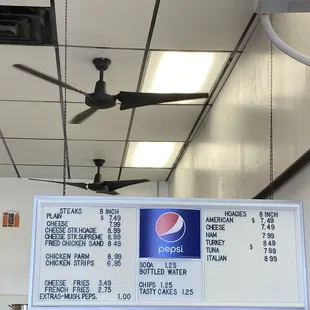 STEAKS 8 INCH
PLAIN $ 7.49
CHEESE 7.99
CHEESE STK HOAGIE 8.99
CHEESE STK SUPREME 8.99
FRIED CHICKEN SAND 8.49
CHICKEN PARM 8.99
CHICKEN STRIPS 6.95
CHEESE FRIES 3.49
FRENCH FRIES 2.75
EXTRAS-MUSH. PEPS. 1.00
pepsi
SODA 1.25
BOTTLED WATER
CHIPS 1.25
TASTY CAKES 1.25
HOAGIES 8 INCH
AMERICAN $ 7.49
CHEESE 7.49
HAM 7.99
TURKEY $ 8.49
TUNA 7.99
ITALIAN 8.99